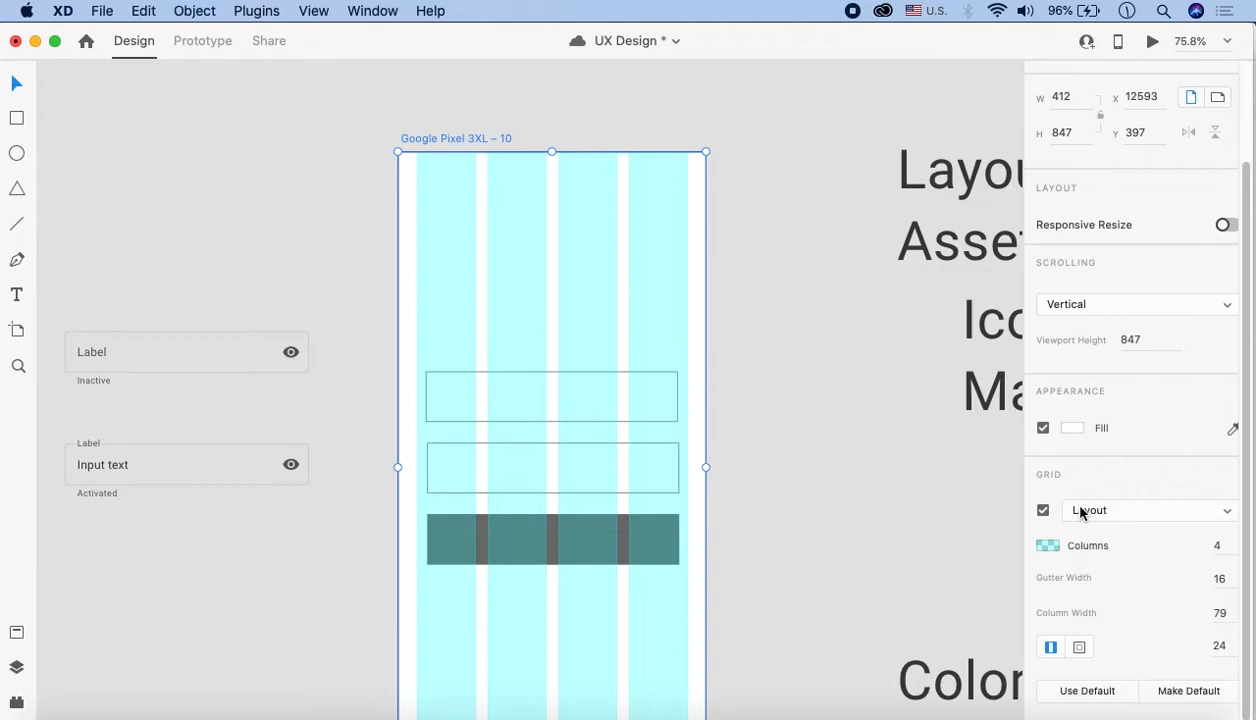 XD File Edit Object Plugins View Window Help U.S. 96%
Design Prototype Share UX Design * 75.8%
Google Pixel 3XL – 10
W 412 X 12593
H 847 Y 397
LAYOUT
Responsive Resize
SCROLLING
Vertical
Viewport Height 847
APPEARANCE
Fill
GRID
Layout
Columns 4
Gutter Width 16
Column Width 79
24
Use Default Make Default
Label
Inactive
Label
Input text
Activated
Layou
Asse
Ico
Ma
Color